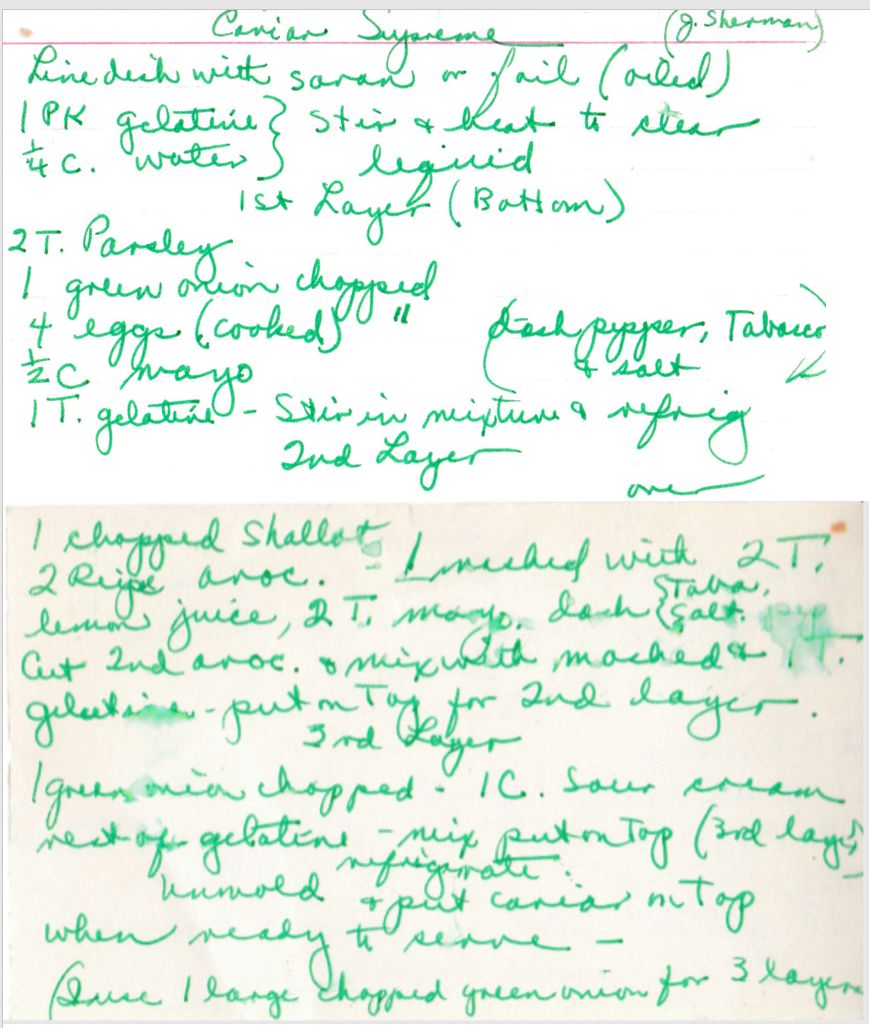 Caviar Supreme (J. Sherman)
Line dish with saran or foil (oiled)
1 PK gelatine } Stir & heat to clear
1/4 C. water } liquid
1st Layer (Bottom)
2 T. Parsley
1 green onion chopped
4 eggs (cooked) " (dash pepper, Tabasco
1/2 C mayo & salt
1 T. gelatine - Stir in mixture & refrig
2nd Layer
over
1 chopped Shallot
2 Ripe avoc. - 1 mashed with 2 T.
lemon juice, 2 T. mayo. dash { Taba.
Salt.
Cut 2nd avoc. & mix with mashed & 1 T.
gelatine - put on Top for 2nd layer.
3rd Layer
1 green onion chopped - 1 C. Sour cream
rest of gelatine - mix put on Top (3rd layer)
refrigerate
unmold & put caviar on Top
when ready to serve -
(I use 1 large chopped green onion for 3 layers